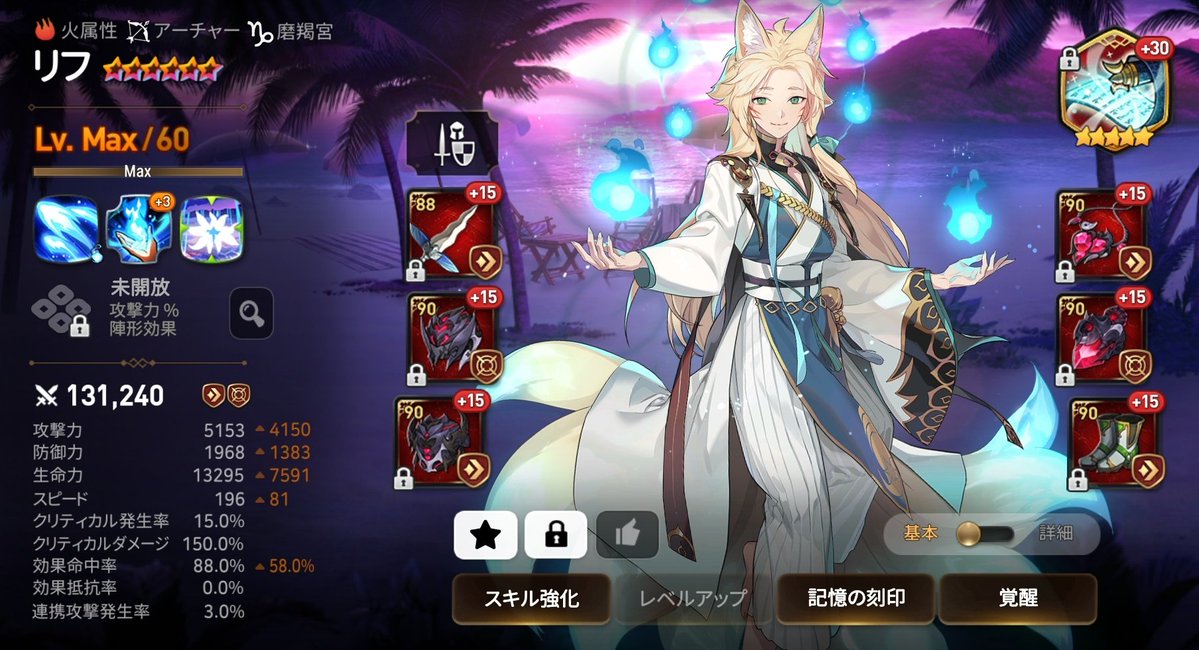 火属性 アーチャー 磨羯宮
リフ
Lv. Max/60
Max
+3
未開放
攻撃力 %
陣形効果
131,240
攻撃力 5153 4150
防御力 1968 1383
生命力 13295 7591
スピード 196 81
クリティカル発生率 15.0%
クリティカルダメージ 150.0%
効果命中率 88.0% 58.0%
効果抵抗率 0.0%
連携攻撃発生率 3.0%
88 +15
90 +15
90 +15
+30
90 +15
90 +15
90 +15
基本 詳細
スキル強化 レベルアップ 記憶の刻印 覚醒